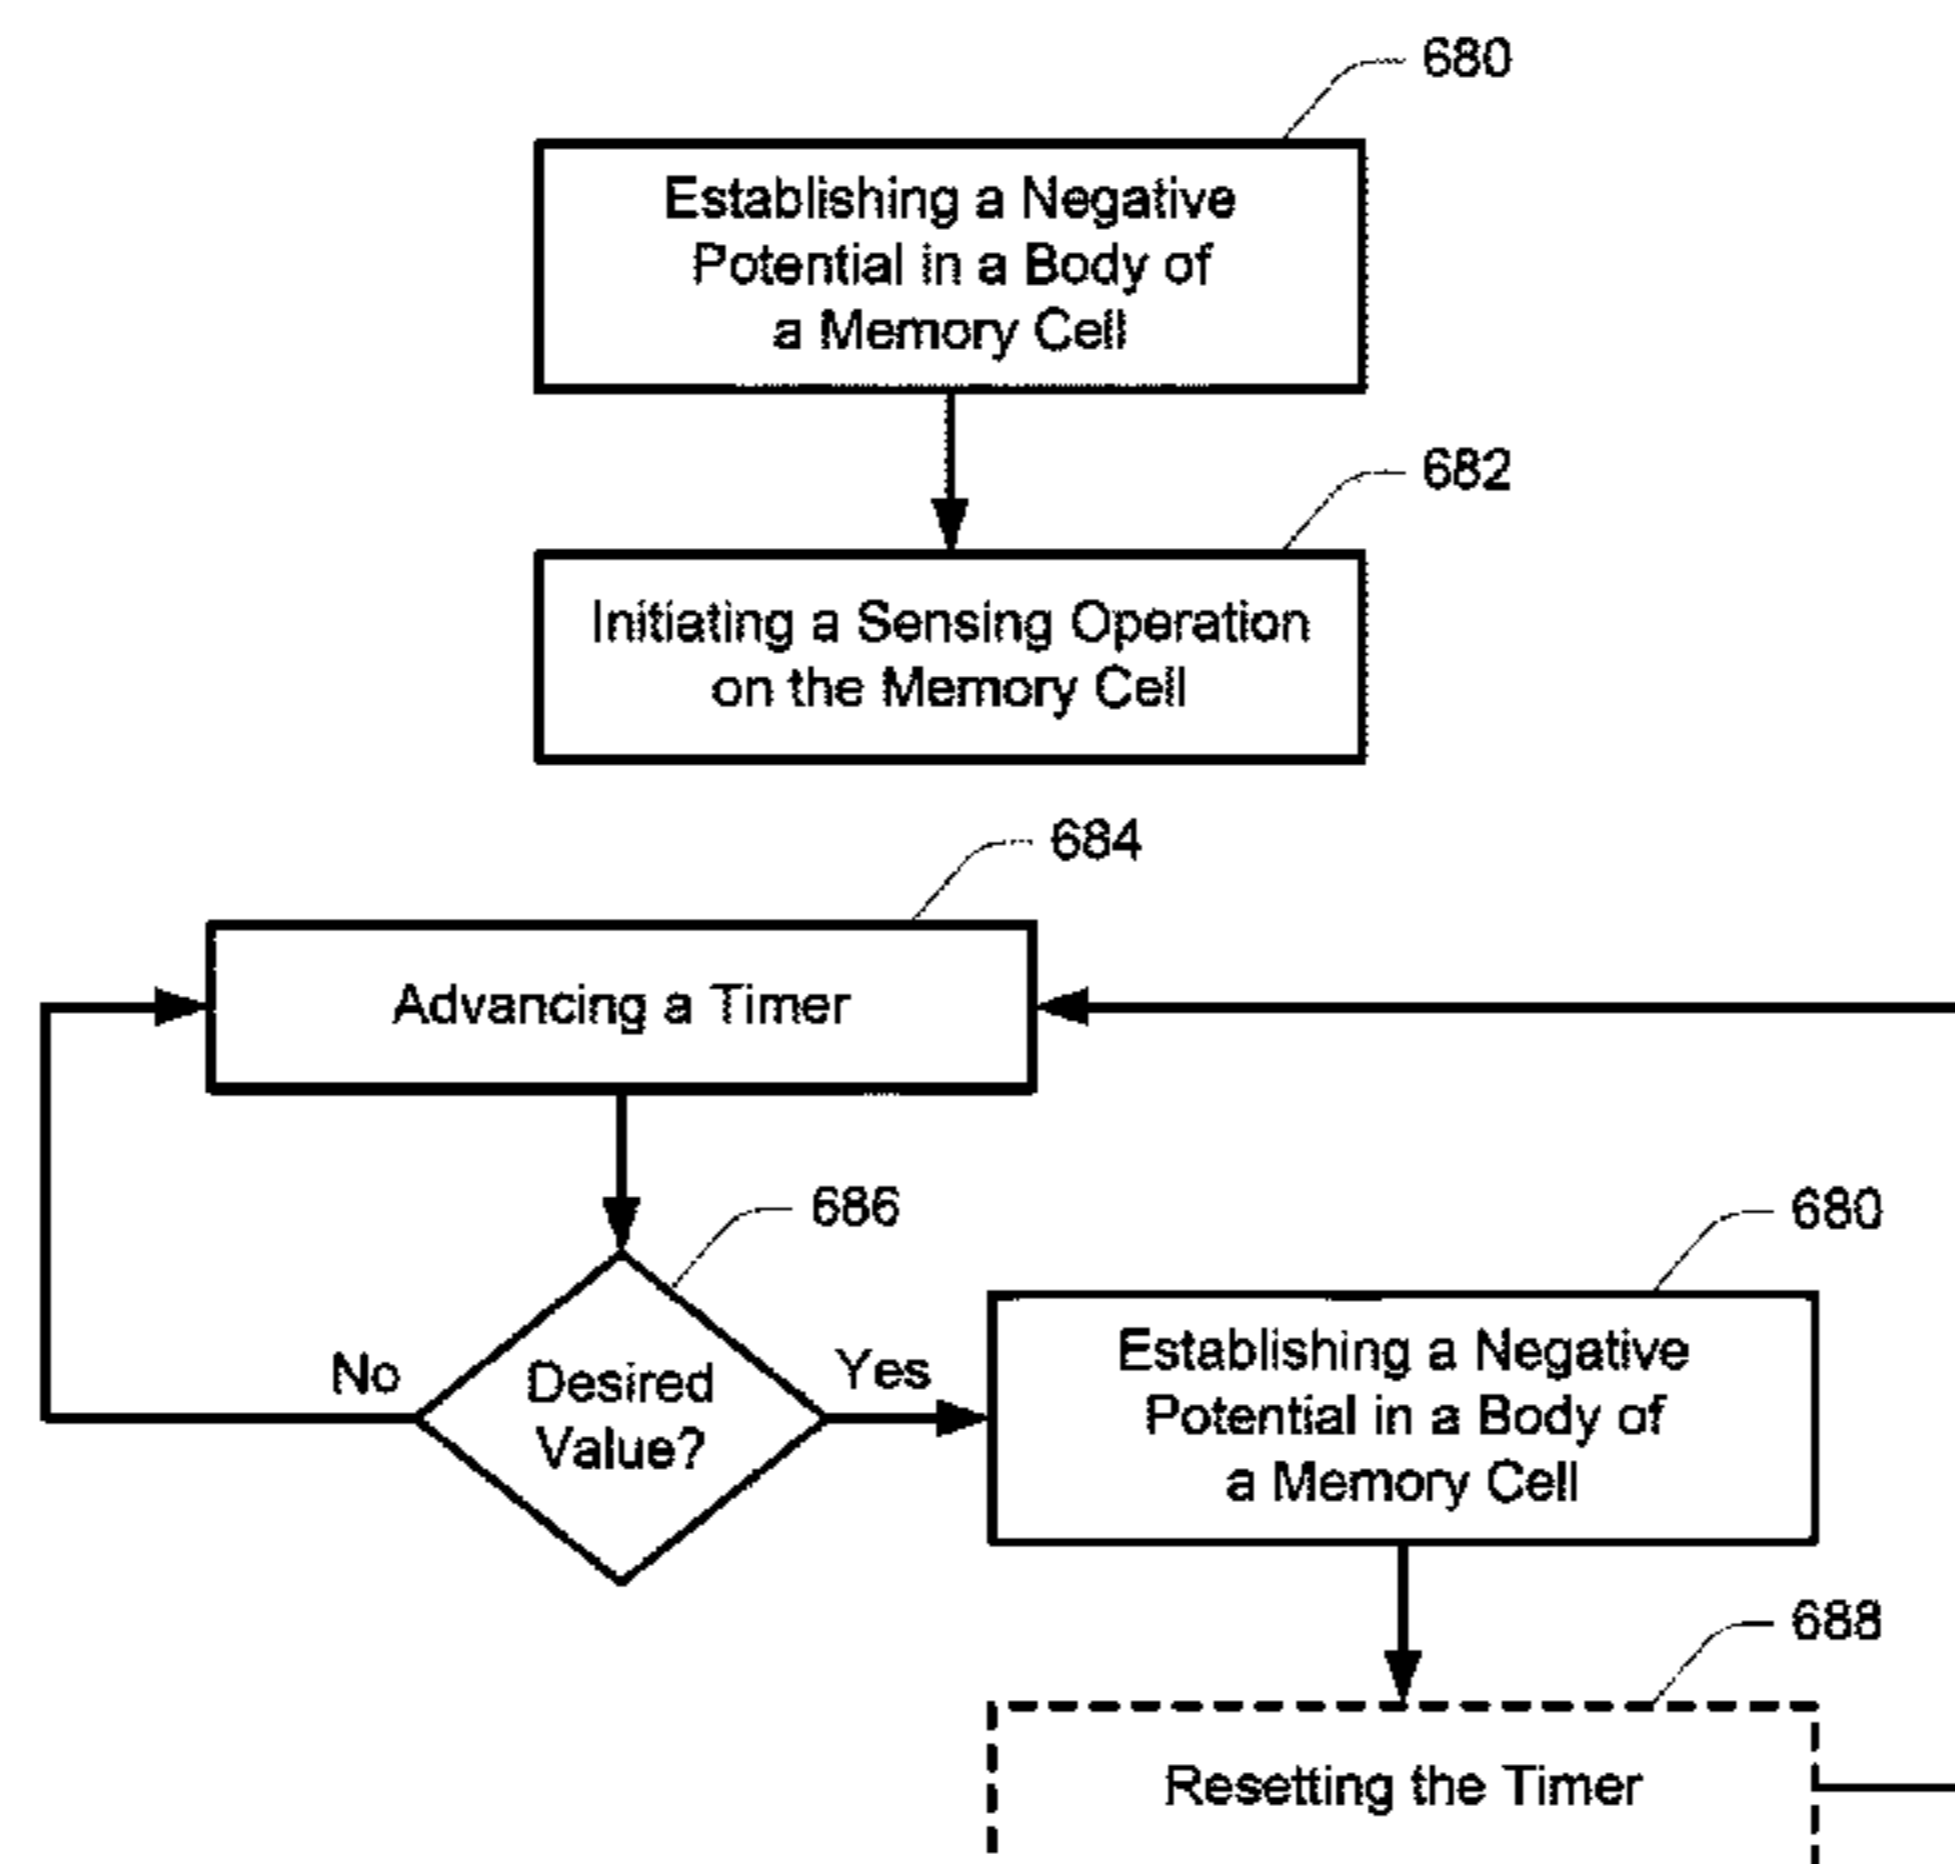 680
Establishing a Negative
Potential in a Body of
a Memory Cell
682
Initiating a Sensing Operation
on the Memory Cell
684
Advancing a Timer
686
Desired
Value?
No
Yes
680
Establishing a Negative
Potential in a Body of
a Memory Cell
688
Resetting the Timer